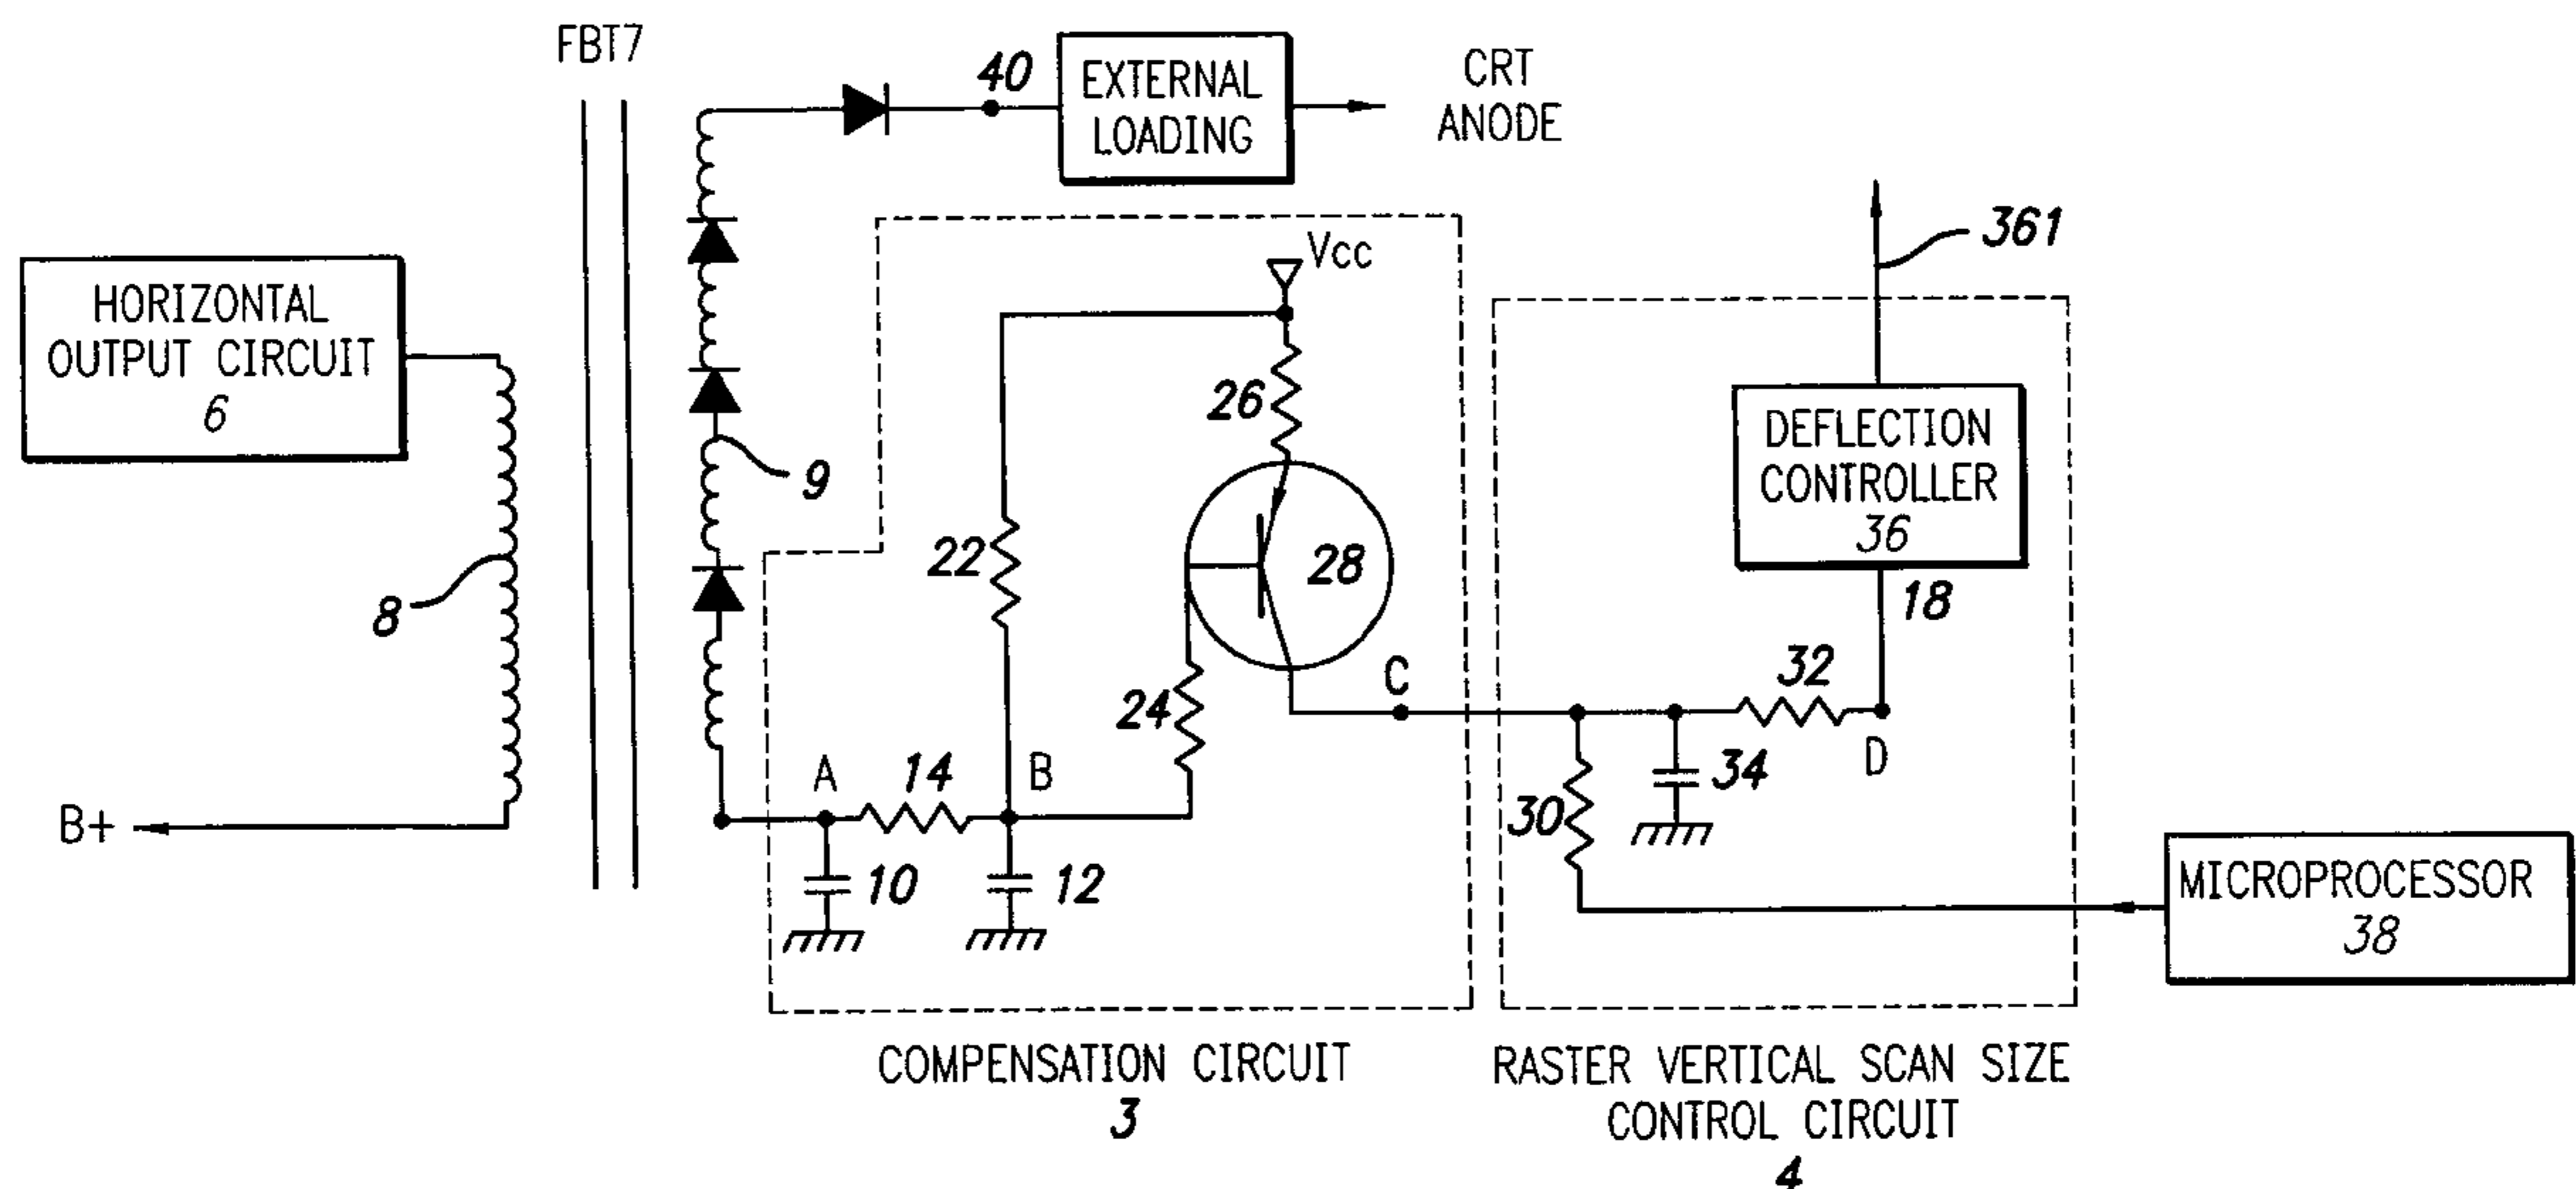 FBT7
40
EXTERNAL
LOADING
CRT
ANODE
361
Vcc
HORIZONTAL
OUTPUT CIRCUIT
6
26
DEFLECTION
CONTROLLER
36
9
22
28
8
18
24
C
32
A
14
B
D
34
30
B+
10
12
MICROPROCESSOR
38
COMPENSATION CIRCUIT
3
RASTER VERTICAL SCAN SIZE
CONTROL CIRCUIT
4